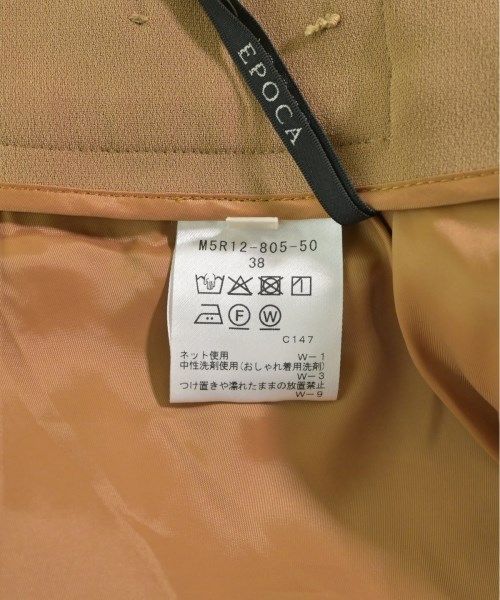 EPOCA
M5R12-805-50
38
F W
C147
ネット使用 W-1
中性洗剤使用(おしゃれ着用洗剤)
W-3
つけ置きや濡れたままの放置禁止
W-9